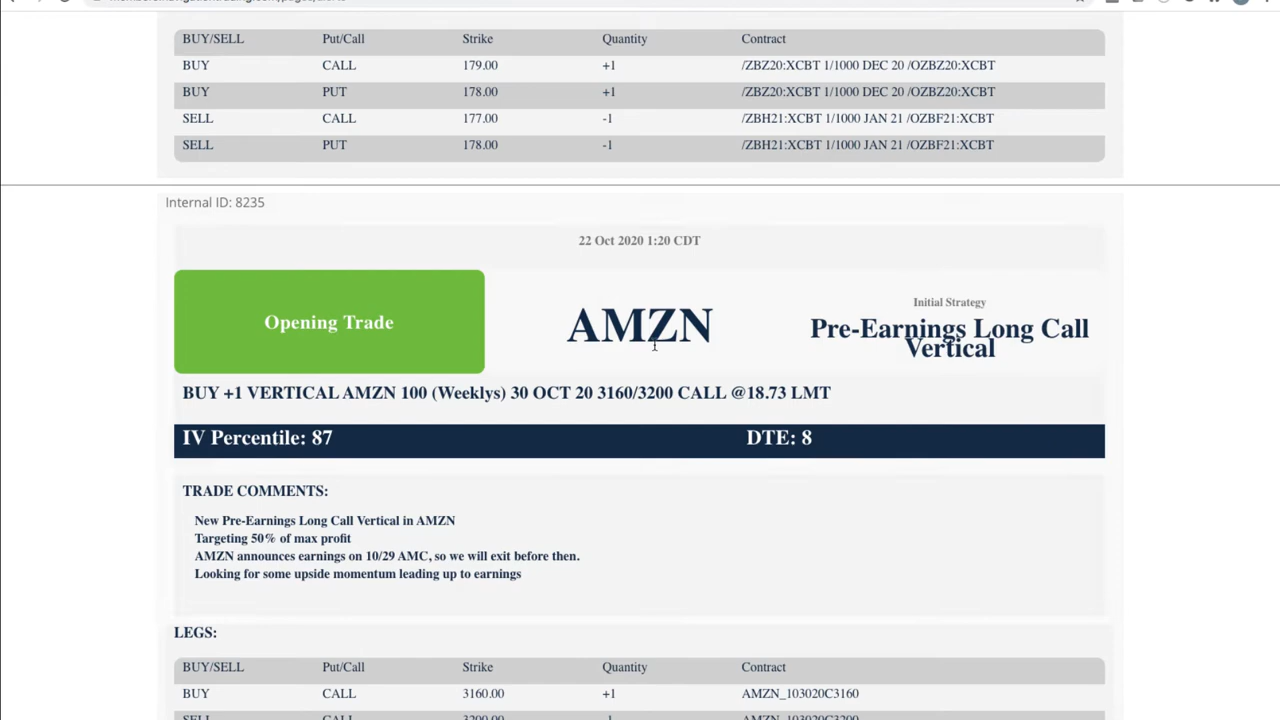 BUY/SELL Put/Call Strike Quantity Contract
BUY CALL 179.00 +1 /ZBZ20:XCBT 1/1000 DEC 20 /OZBZ20:XCBT
BUY PUT 178.00 +1 /ZBZ20:XCBT 1/1000 DEC 20 /OZBZ20:XCBT
SELL CALL 177.00 -1 /ZBH21:XCBT 1/1000 JAN 21 /OZBF21:XCBT
SELL PUT 178.00 -1 /ZBH21:XCBT 1/1000 JAN 21 /OZBF21:XCBT
Internal ID: 8235
22 Oct 2020 1:20 CDT
Opening Trade
AMZN
Initial Strategy
Pre-Earnings Long Call
Vertical
BUY +1 VERTICAL AMZN 100 (Weeklys) 30 OCT 20 3160/3200 CALL @18.73 LMT
IV Percentile: 87 DTE: 8
TRADE COMMENTS:
New Pre-Earnings Long Call Vertical in AMZN
Targeting 50% of max profit
AMZN announces earnings on 10/29 AMC, so we will exit before then.
Looking for some upside momentum leading up to earnings
LEGS:
BUY/SELL Put/Call Strike Quantity Contract
BUY CALL 3160.00 +1 AMZN_103020C3160
SELL CALL 3200.00 -1 AMZN_103020C3200